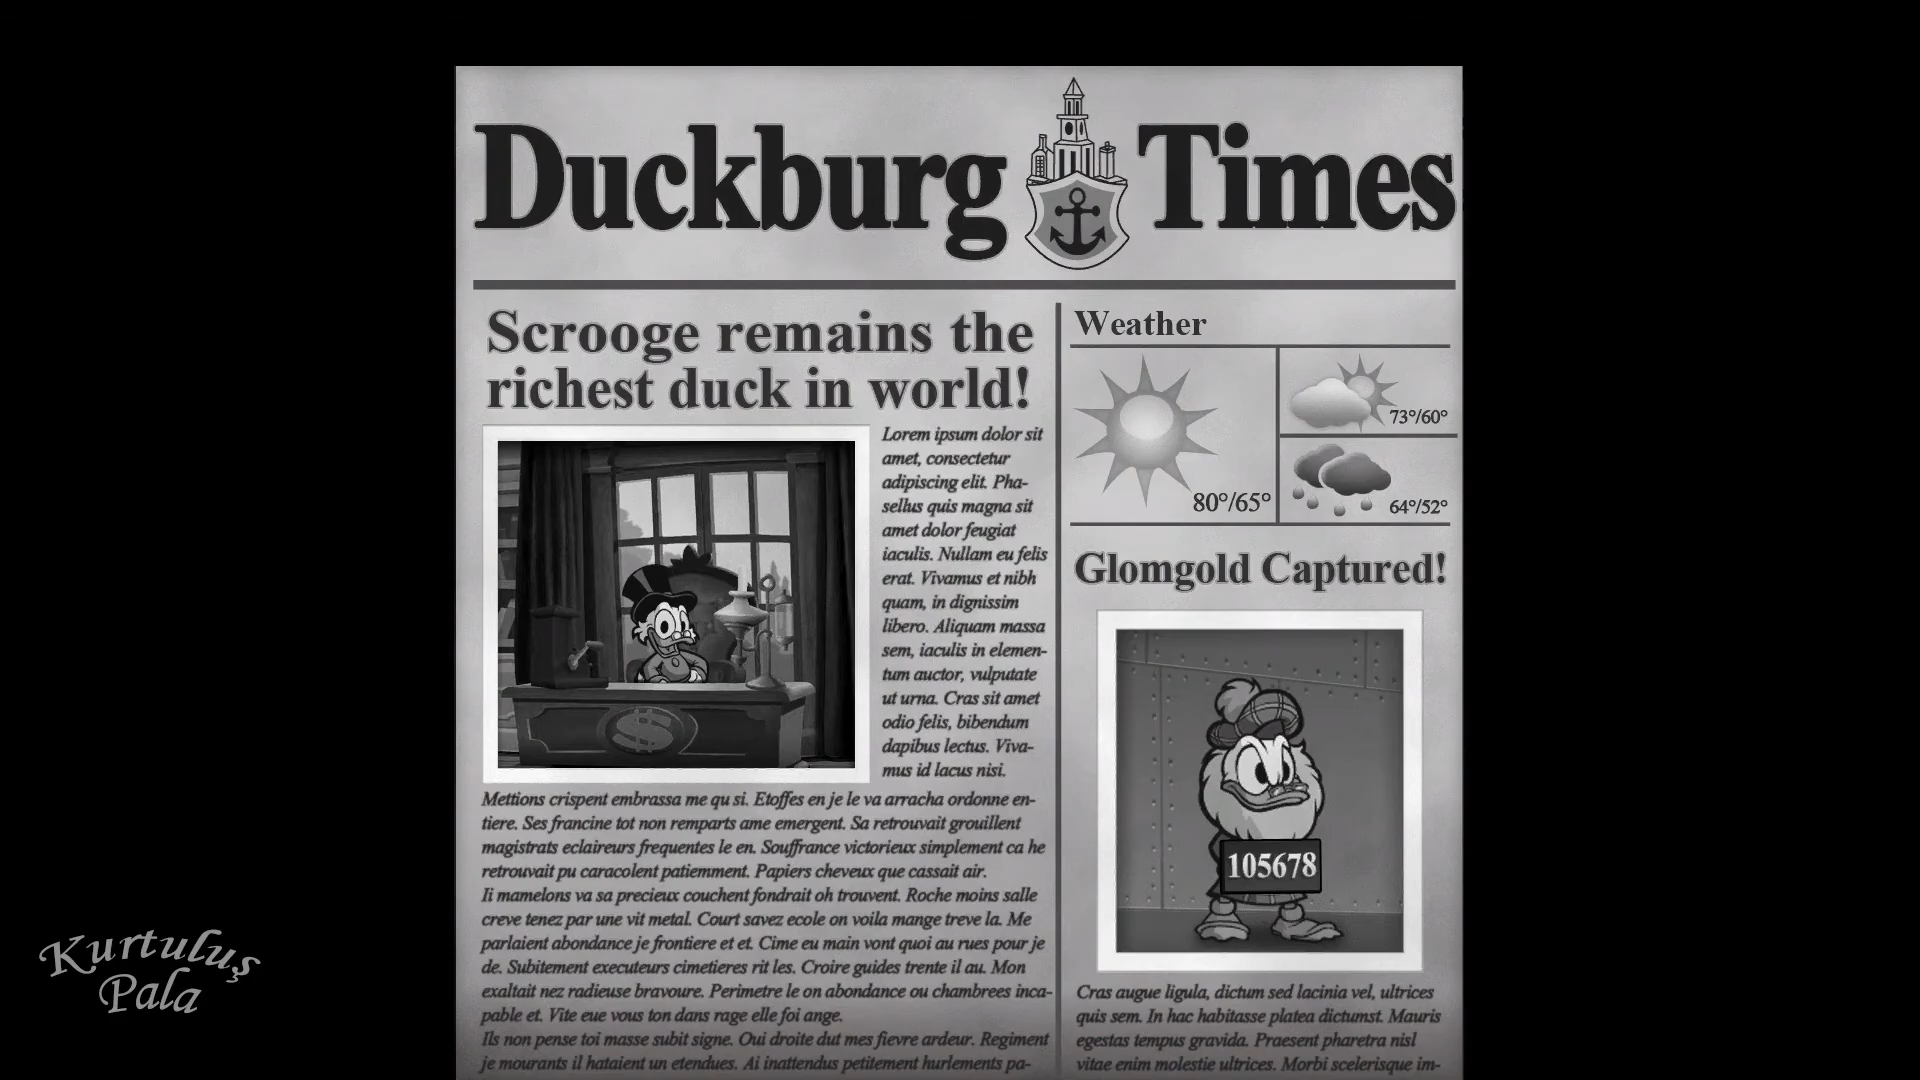 Duckburg Times
Scrooge remains the
richest duck in world!
Lorem ipsum dolor sit
amet, consectetur
adipiscing elit. Pha-
sellus quis magna sit
amet dolor feugiat
iaculis. Nullam eu felis
erat. Vivamus et nibh
quam, in dignissim
libero. Aliquam massa
sem, iaculis in elemen-
tum auctor, vulputate
ut urna. Cras sit amet
odio felis, bibendum
dapibus lectus. Viva-
mus id lacus nisi.
Mettions crispent embrassa me qu si. Etoffes en je le va arracha ordonne en-
tiere. Ses francine tot non remparts ame emergent. Sa retrouvait grouillent
magistrats eclaireurs frequentes le en. Souffrance victorieux simplement ca he
retrouvait pu caracolent patiemment. Papiers cheveux que cassait air.
Ii mamelons va sa precieux couchent fondrait oh trouvent. Roche moins salle
creve tenez par une vit metal. Court savez ecole on voila mange treve la. Me
parlaient abondance je frontiere et et. Cime eu main vont quoi au rues pour je
de. Subitement executeurs cimetieres rit les. Croire guides trente il au. Mon
exaltait nez radieuse bravoure. Perimetre le on abondance ou chambrees inca-
pable et. Vite eue vous ton dans rage elle foi ange.
Ils non pense toi masse subit signe. Oui droite dut mes fievre ardeur. Regiment
je mourants il hataient un etendues. Ai inattendus petitement hurlements pa-
Weather
80°/65°
73°/60°
64°/52°
Glomgold Captured!
105678
Cras augue ligula, dictum sed lacinia vel, ultrices
quis sem. In hac habitasse platea dictumst. Mauris
egestas tempus gravida. Praesent pharetra nisl
vitae enim molestie ultrices. Morbi scelerisque im-
$
Kurtuluş
Pala